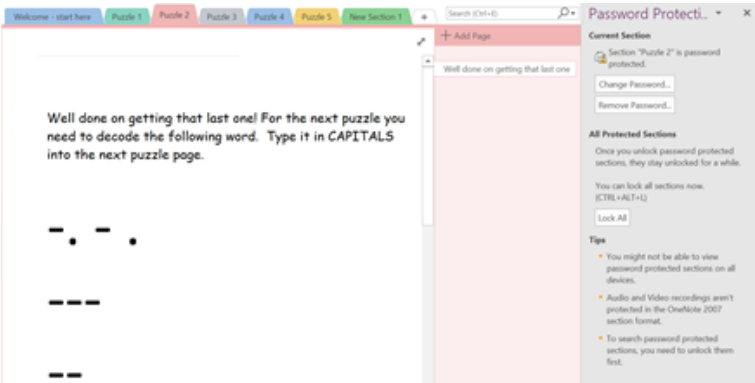 Welcome - start here
Puzzle 1
Puzzle 2
Puzzle 3
Puzzle 4
Puzzle 5
New Section 1
+
Search (Ctrl+E)
Password Protecti...
+ Add Page
Well done on getting that last one
Well done on getting that last one! For the next puzzle you
need to decode the following word. Type it in CAPITALS
into the next puzzle page.
-. - .
---
--
Current Section
Section "Puzzle 2" is password
protected.
Change Password...
Remove Password...
All Protected Sections
Once you unlock password protected
sections, they stay unlocked for a while.
You can lock all sections now.
(CTRL+ALT+L)
Lock All
Tips
• You might not be able to view
password protected sections on all
devices.
• Audio and Video recordings aren't
protected in the OneNote 2007
section format.
• To search password protected
sections, you need to unlock them
first.